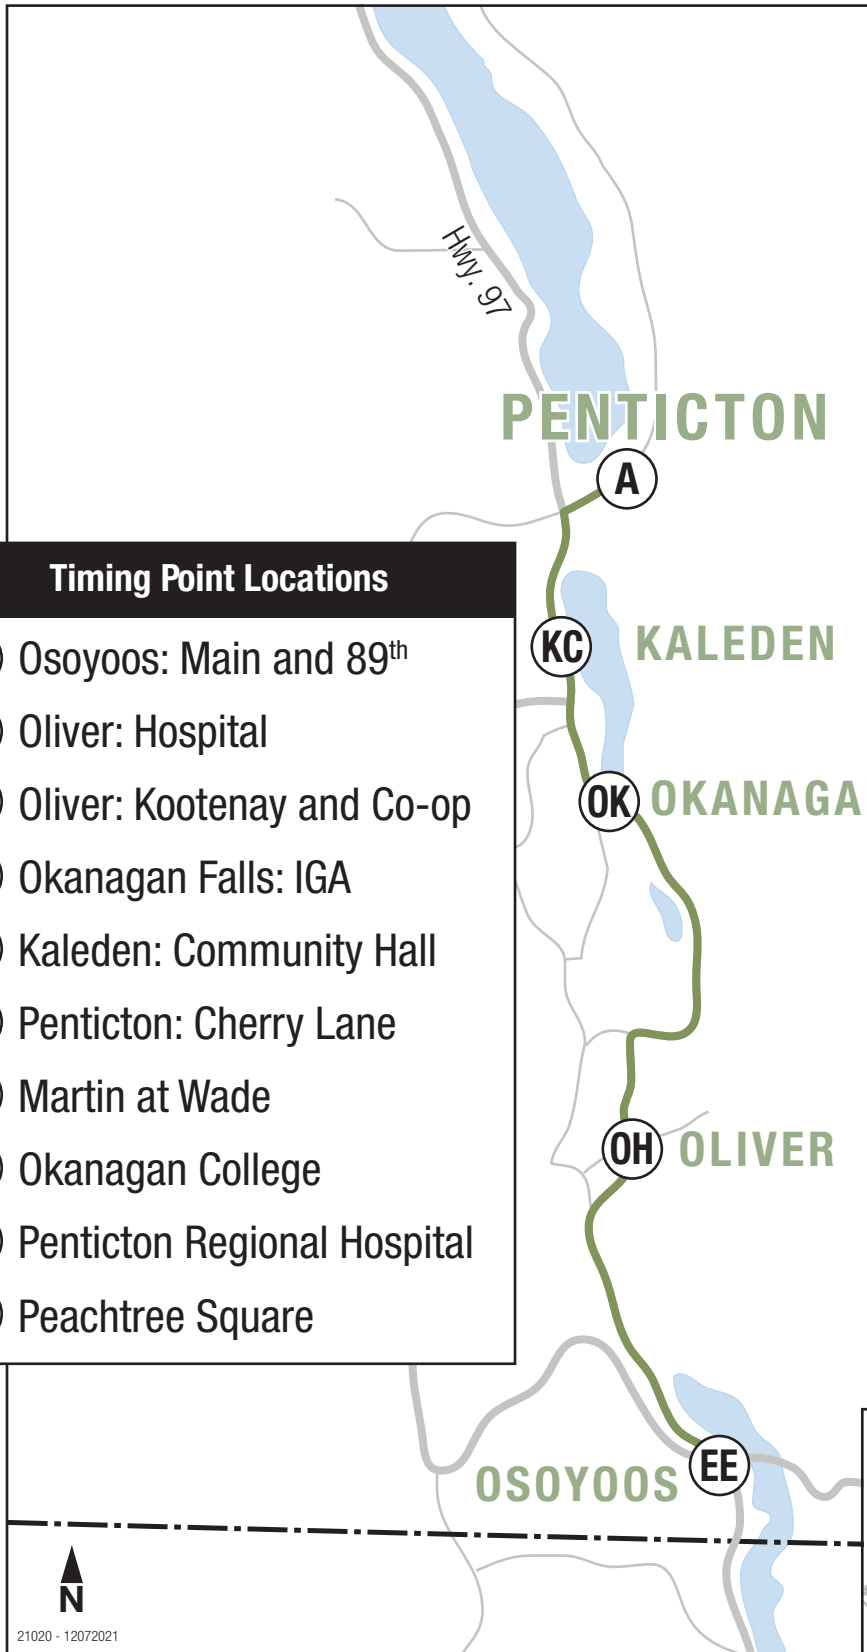 Hwy. 97
PENTICTON
A
Timing Point Locations
KC
KALEDEN
Osoyoos: Main and 89th
Oliver: Hospital
Oliver: Kootenay and Co-op
OK
OKANAGA
Okanagan Falls: IGA
Kaleden: Community Hall
Penticton: Cherry Lane
Martin at Wade
OH
OLIVER
Okanagan College
Penticton Regional Hospital
Peachtree Square
EE
OSOYOOS
N
21020 - 12072021